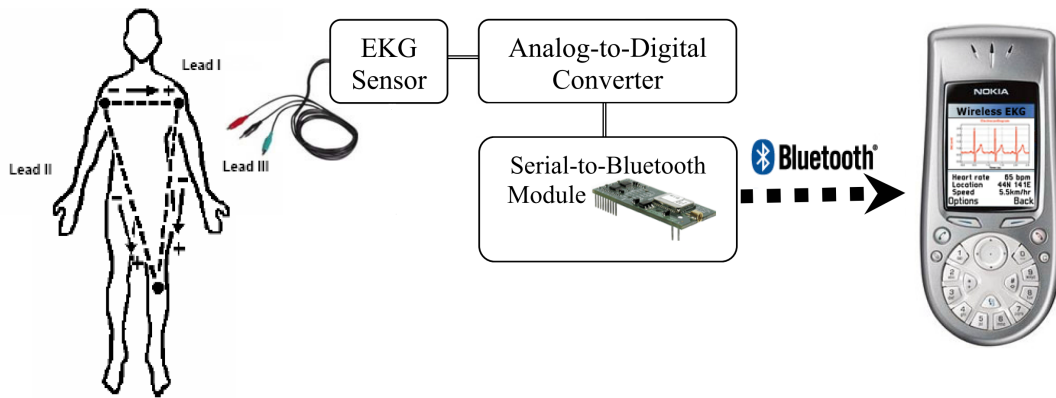 Lead I
Lead II
Lead III
EKG
Sensor
Analog-to-Digital
Converter
Serial-to-Bluetooth
Module
Bluetooth®
NOKIA
Wireless EKG
Heart rate 65 bpm
Location 44N 141E
Speed 5.5km/hr
Options Back